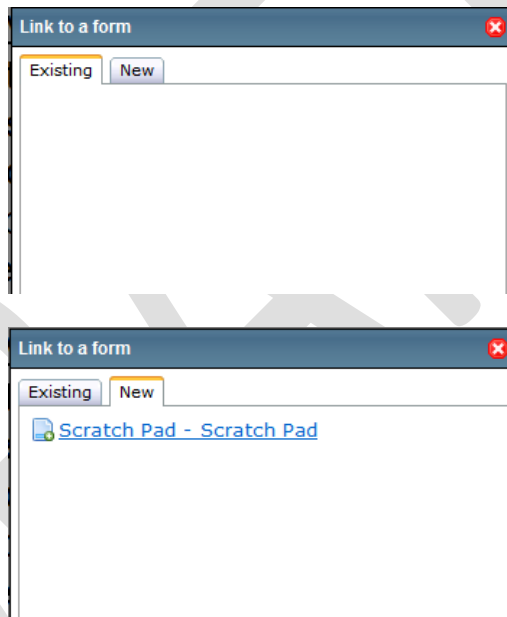 Link to a form
Existing New
Link to a form
Existing New
Scratch Pad - Scratch Pad